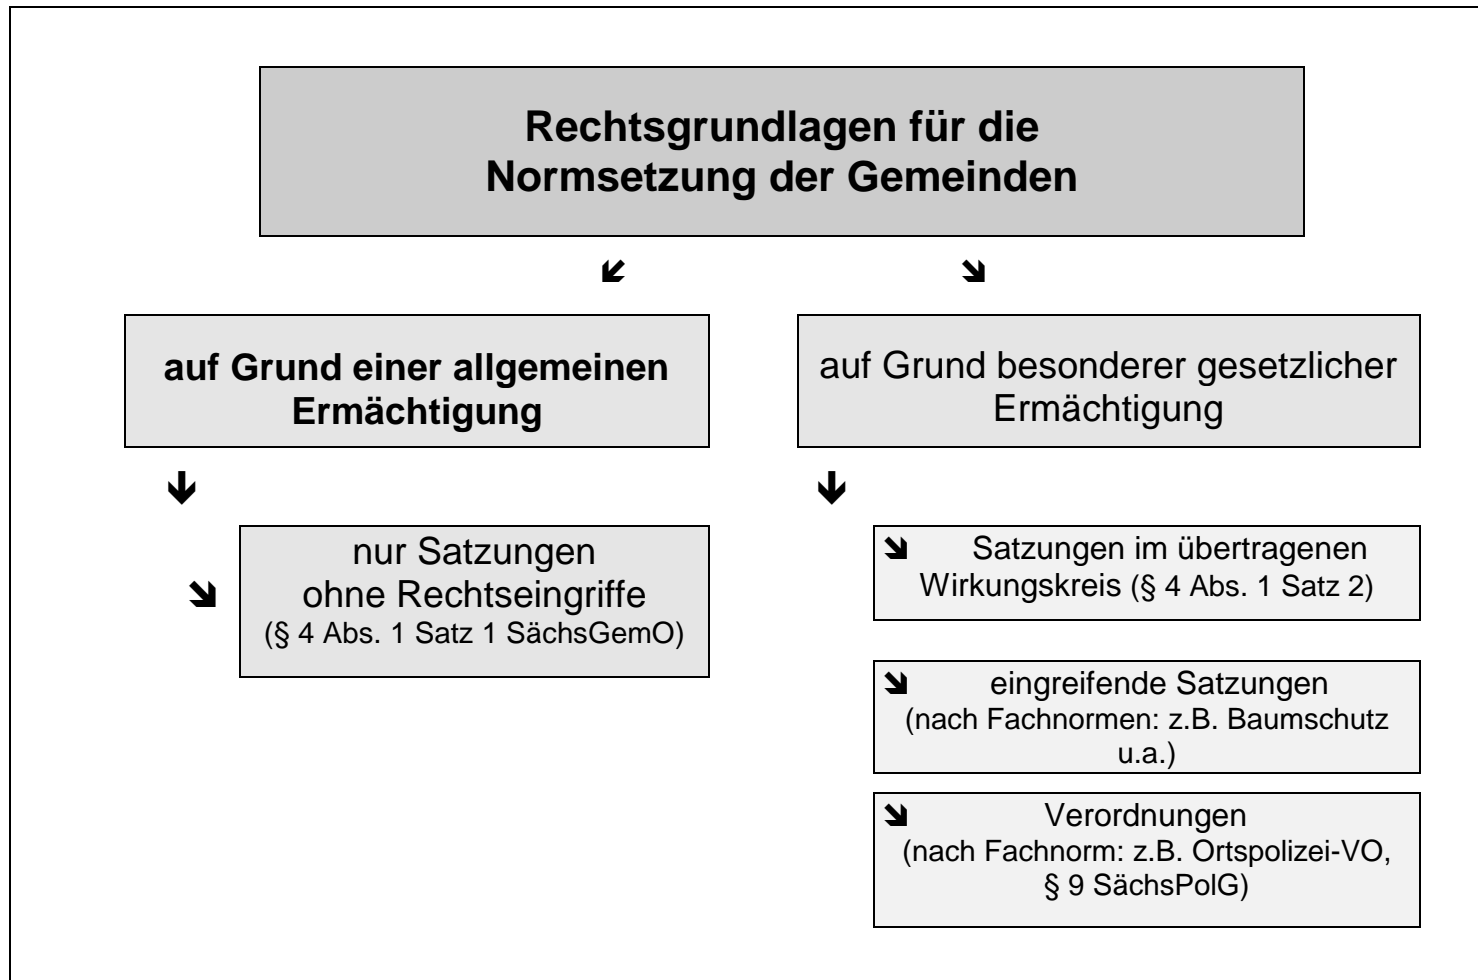 Rechtsgrundlagen für die
Normsetzung der Gemeinden
auf Grund einer allgemeinen
Ermächtigung
nur Satzungen
ohne Rechtseingriffe
(§ 4 Abs. 1 Satz 1 SächsGemO)
auf Grund besonderer gesetzlicher
Ermächtigung
Satzungen im übertragenen
Wirkungskreis (§ 4 Abs. 1 Satz 2)
eingreifende Satzungen
(nach Fachnormen: z.B. Baumschutz
u.a.)
Verordnungen
(nach Fachnorm: z.B. Ortspolizei-VO,
§ 9 SächsPolG)